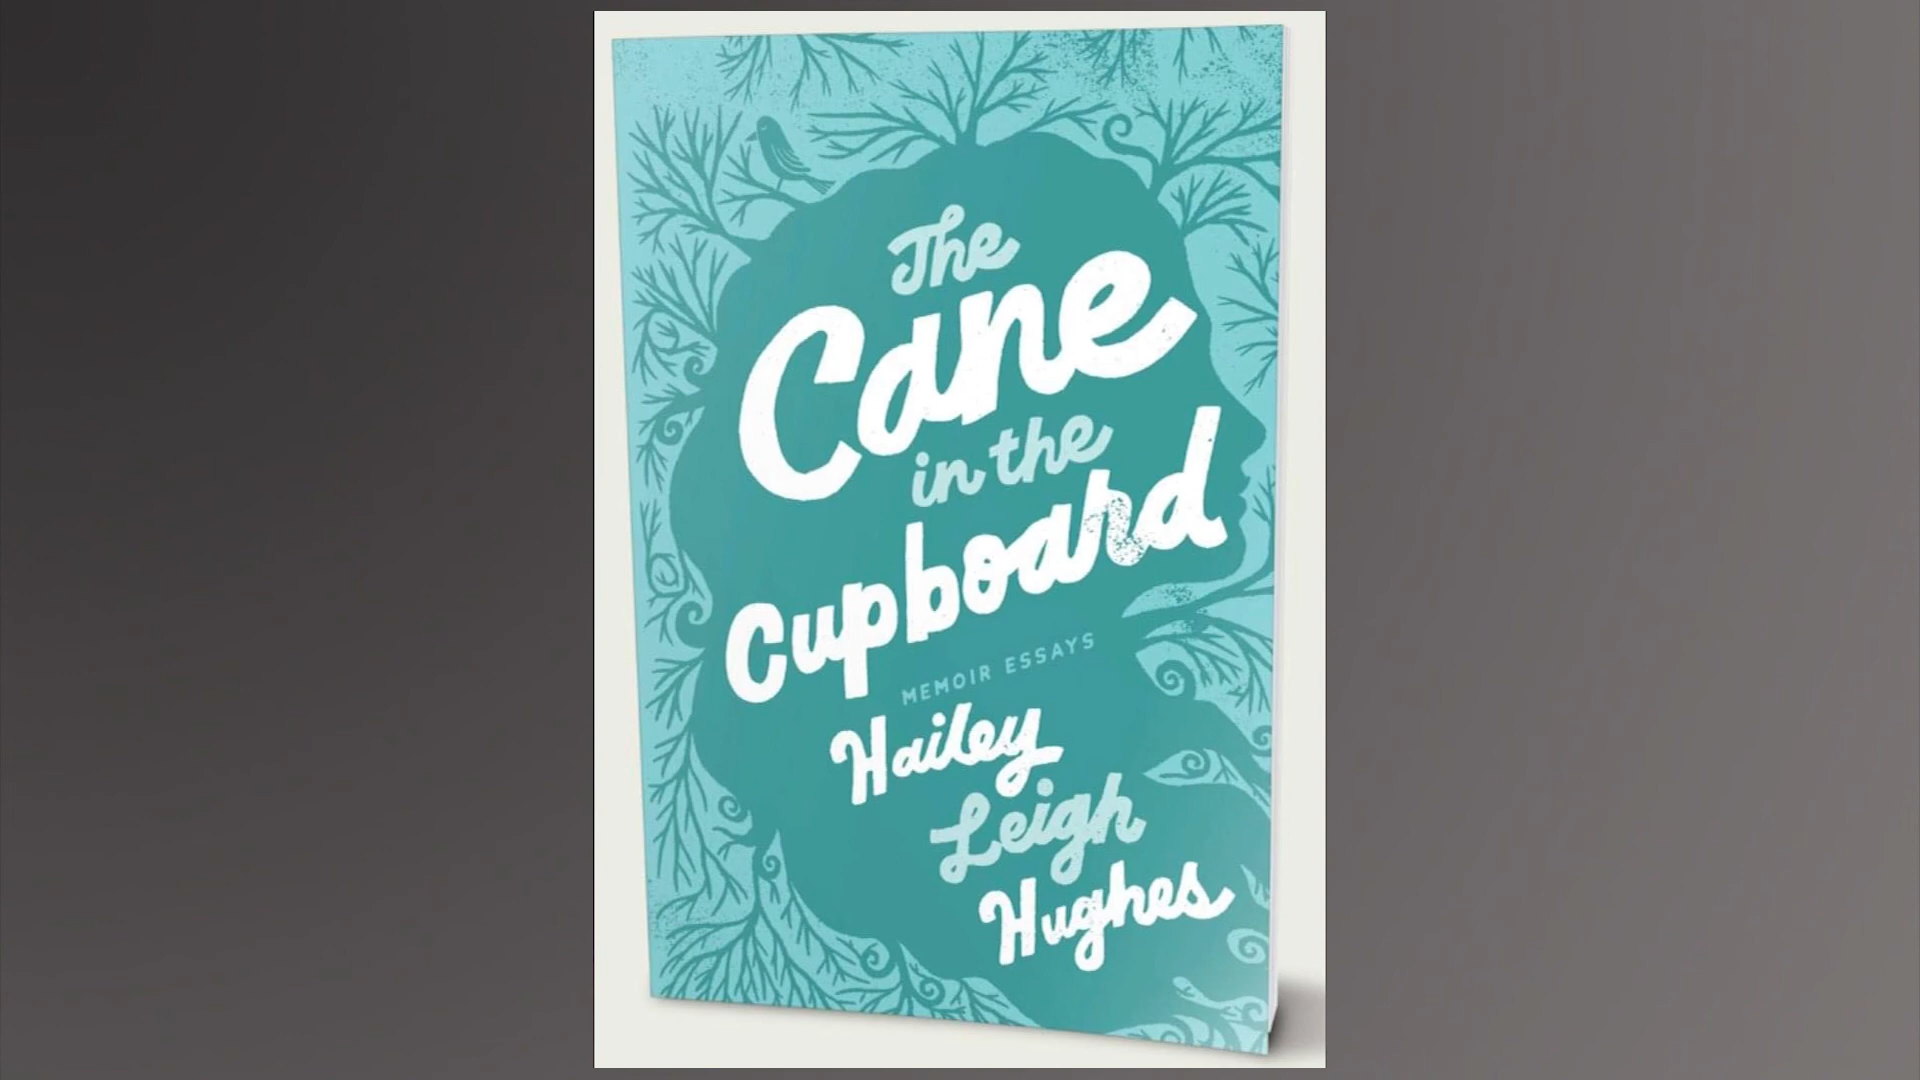 The
Cane
in the
Cupboard
MEMOIR ESSAYS
Hailey
Leigh
Hughes